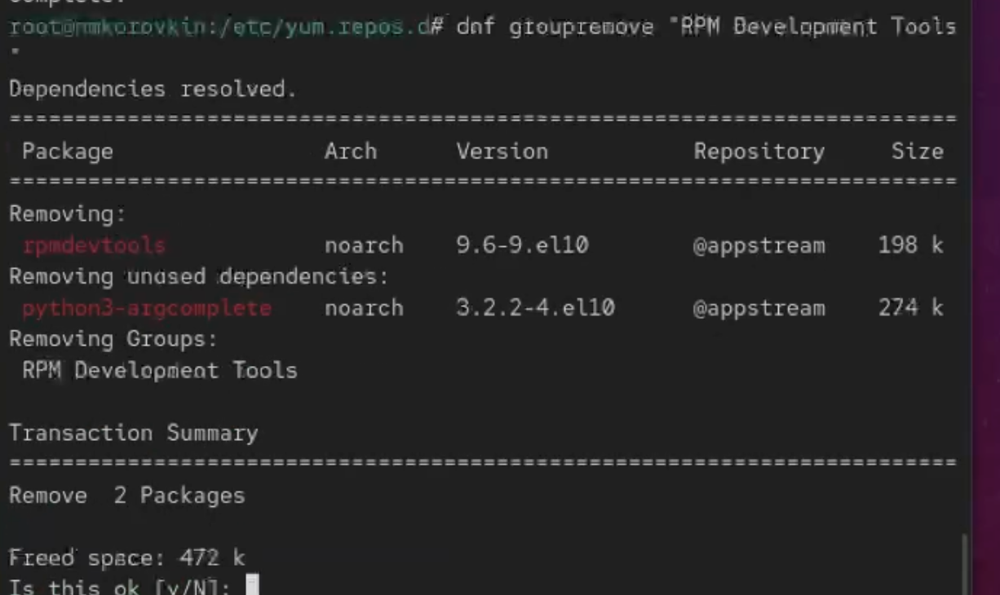 Complete!
root@nmkorovkin:/etc/yum.repos.d# dnf groupremove "RPM Development Tools
"
Dependencies resolved.
================================================================================
Package Arch Version Repository Size
================================================================================
Removing:
rpmdevtools noarch 9.6-9.el10 @appstream 198 k
Removing unused dependencies:
python3-argcomplete noarch 3.2.2-4.el10 @appstream 274 k
Removing Groups:
RPM Development Tools
Transaction Summary
================================================================================
Remove 2 Packages
Freed space: 472 k
Is this ok [y/N]: